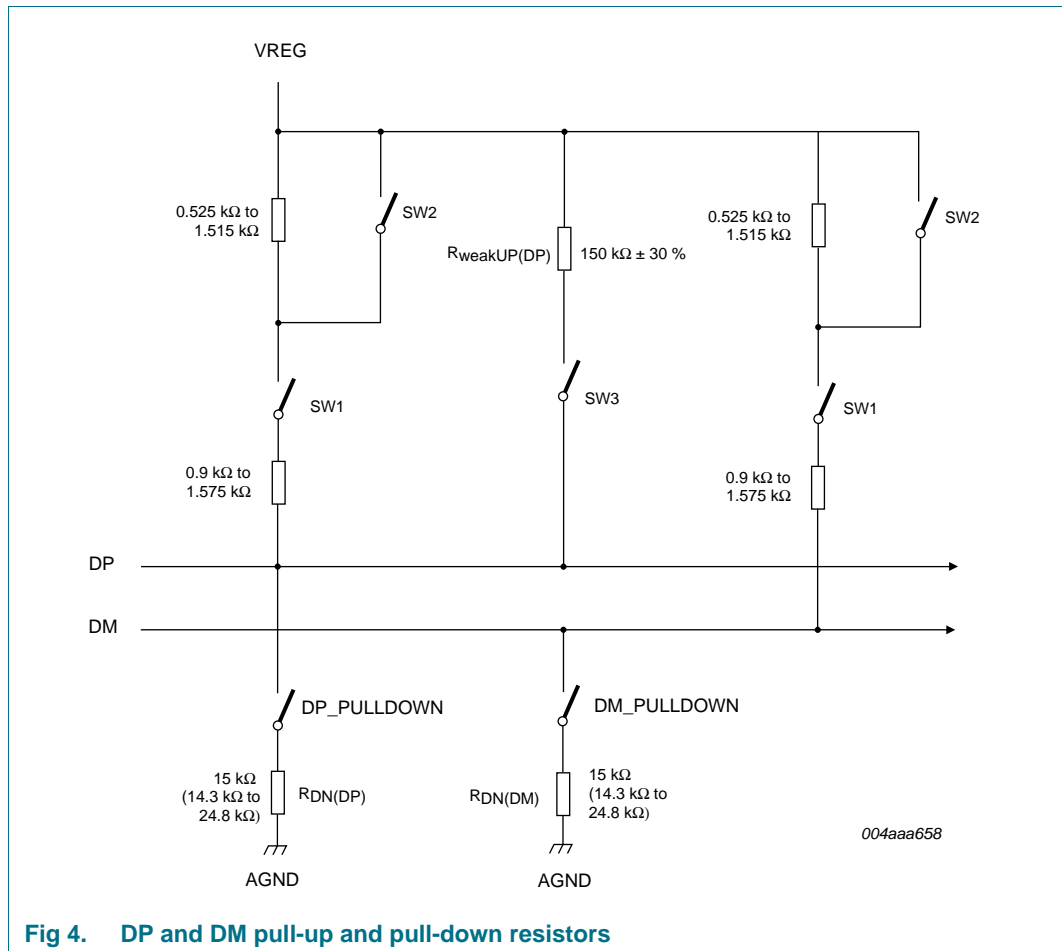 VREG
0.525 kΩ to
1.515 kΩ
SW2
RweakUP(DP)
150 kΩ ± 30 %
0.525 kΩ to
1.515 kΩ
SW2
SW1
SW3
SW1
0.9 kΩ to
1.575 kΩ
0.9 kΩ to
1.575 kΩ
DP
DM
DP_PULLDOWN
DM_PULLDOWN
15 kΩ
(14.3 kΩ to
24.8 kΩ)
RDN(DP)
RDN(DM)
15 kΩ
(14.3 kΩ to
24.8 kΩ)
004aaa658
AGND
AGND
Fig 4. DP and DM pull-up and pull-down resistors